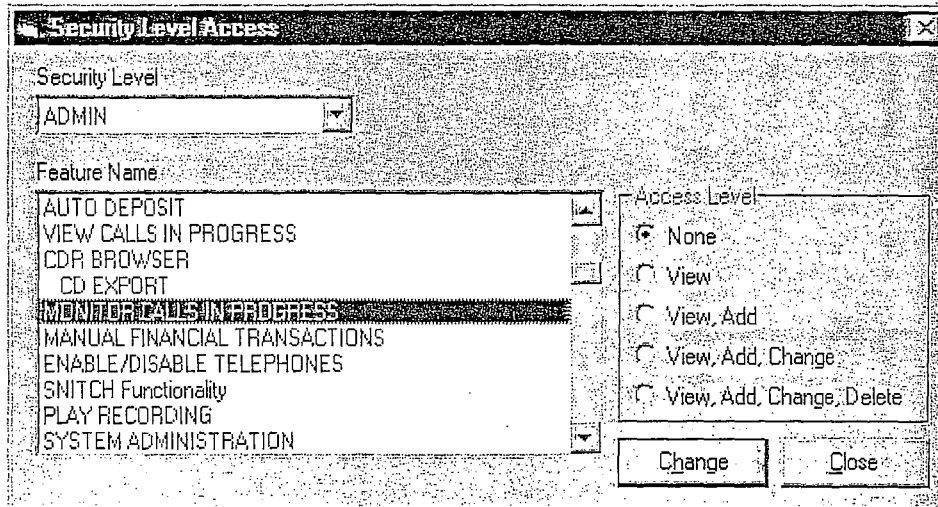 Security Level Access
Security Level
ADMIN
Feature Name
AUTO DEPOSIT
VIEW CALLS IN PROGRESS
CDR BROWSER
CD EXPORT
MONITOR CALLS IN PROGRESS
MANUAL FINANCIAL TRANSACTIONS
ENABLE/DISABLE TELEPHONES
SNITCH Functionality
PLAY RECORDING
SYSTEM ADMINISTRATION
Access Level
None
View
View, Add
View, Add, Change
View, Add, Change, Delete
Change
Close